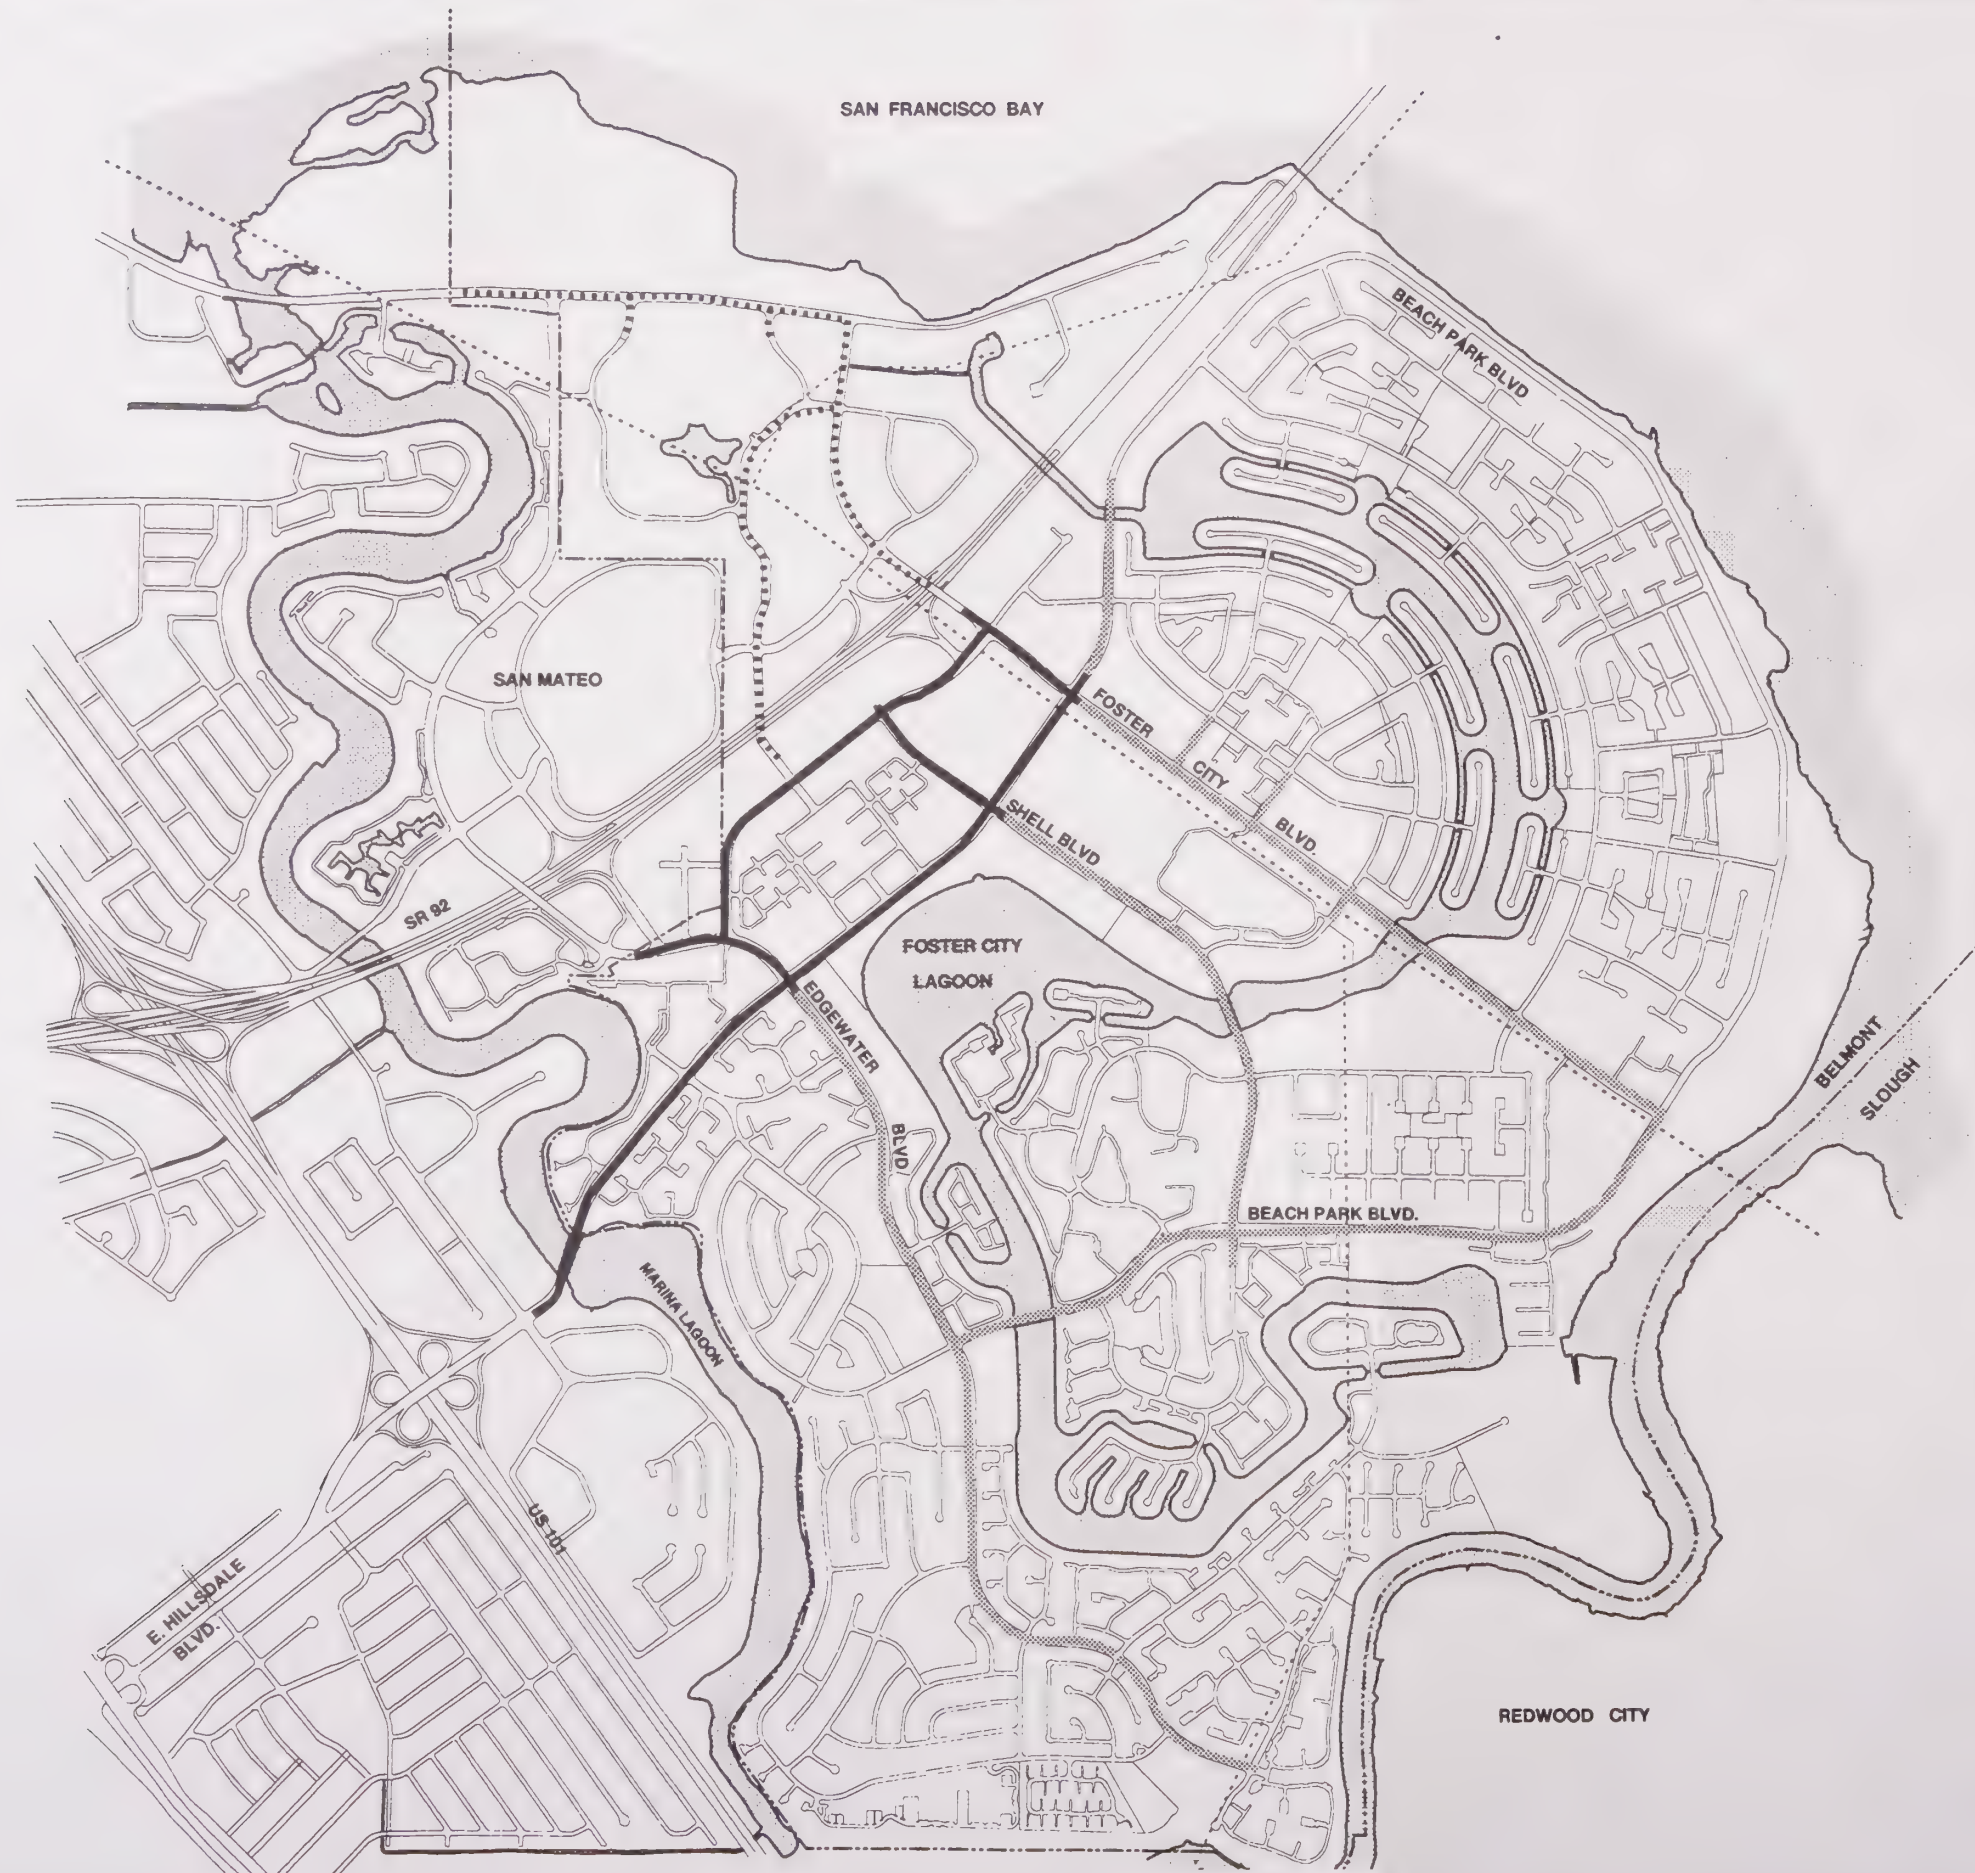 SAN FRANCISCO BAY
BEACH PARK BLVD
SAN MATEO
FOSTER
CITY
BLVD.
SHELL BLVD
SR 92
FOSTER CITY
LAGOON
EDGEWATER
BLVD
BELMONT
SLOUGH
BEACH PARK BLVD.
MARINA LAGOON
US 101
E. HILLSDALE
BLVD.
REDWOOD CITY